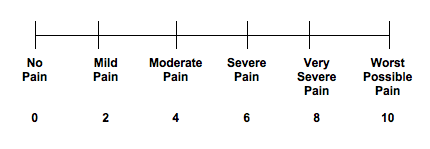 No Mild Moderate Severe Very Worst
Pain Pain Pain Pain Severe Possible
Pain Pain
0 2 4 6 8 10